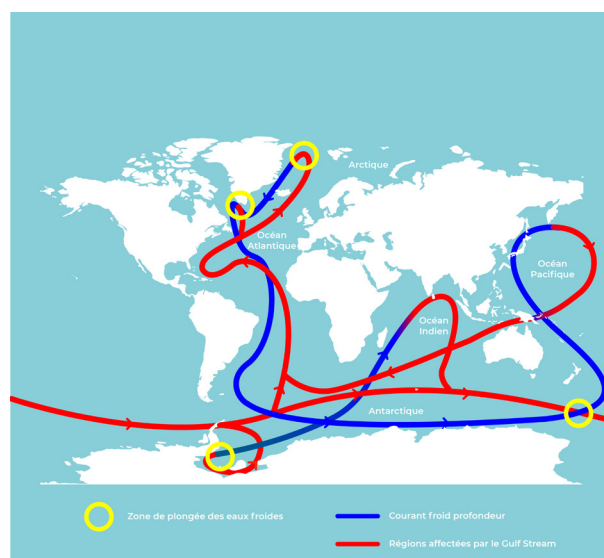 Arctique
Océan
Atlantique
Océan
Pacifique
Océan
Indien
Antarctique
Zone de plongée des eaux froides
Courant froid profondeur
Régions affectées par le Gulf Stream